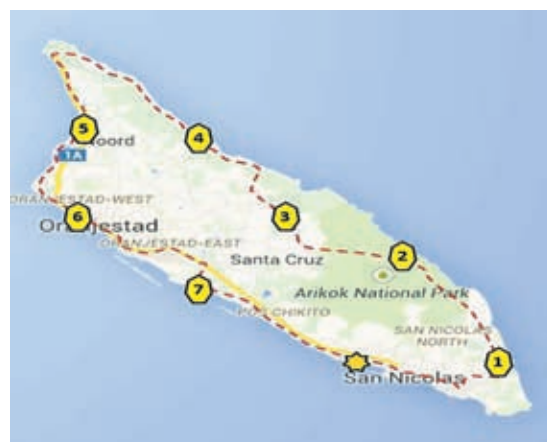 5
Noord
1A
4
ORANJESTAD-WEST
6
Oranjestad
3
ORANJESTAD-EAST
Santa Cruz
2
7
Arikok National Park
POS CHIKITO
SAN NICOLAS
NORTH
1
San Nicolas